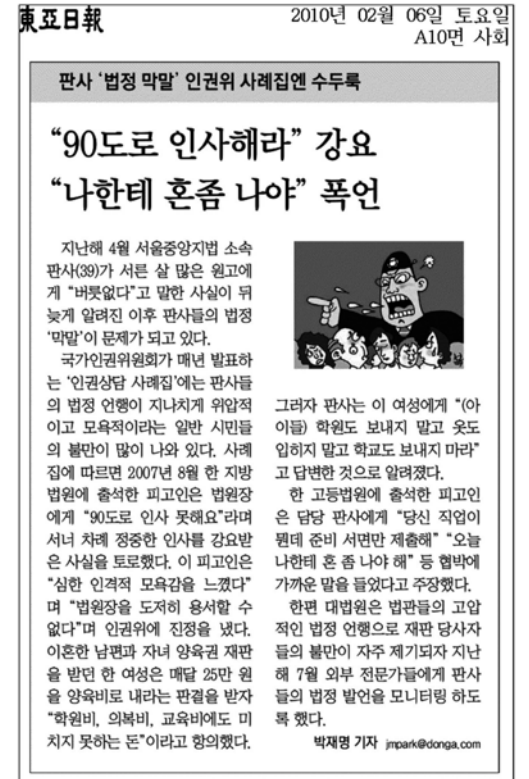 東亞日報
2010년 02월 06일 토요일
A10면 사회
판사 '법정 막말' 인권위 사례집엔 수두룩
“90도로 인사해라” 강요
“나한테 혼좀 나야” 폭언
지난해 4월 서울중앙지법 소속
판사(39)가 서른 살 많은 원고에
게 “버릇없다”고 말한 사실이 뒤
늦게 알려진 이후 판사들의 법정
‘막말’이 문제가 되고 있다.
국가인권위원회가 매년 발표하
는 ‘인권상담 사례집’에는 판사들
의 법정 언행이 지나치게 위압적
이고 모욕적이라는 일반 시민들
의 불만이 많이 나와 있다. 사례
집에 따르면 2007년 8월 한 지방
법원에 출석한 피고인은 법원장
에게 “90도로 인사 못해요”라며
서너 차례 정중한 인사를 강요받
은 사실을 토로했다. 이 피고인은
“심한 인격적 모욕감을 느꼈다”
며 “법원장을 도저히 용서할 수
없다”며 인권위에 진정을 냈다.
이혼한 남편과 자녀 양육권 재판
을 받던 한 여성은 매달 25만 원
을 양육비로 내라는 판결을 받자
“학원비, 의복비, 교육비에도 미
치지 못하는 돈”이라고 항의했다.
그러자 판사는 이 여성에게 “(아
이들) 학원도 보내지 말고 옷도
입히지 말고 학교도 보내지 마라”
고 답변한 것으로 알려졌다.
한 고등법원에 출석한 피고인
은 담당 판사에게 “당신 직업이
뭔데 준비 서면만 제출해” “오늘
나한테 혼 좀 나야 해” 등 협박에
가까운 말을 들었다고 주장했다.
한편 대법원은 법관들의 고압
적인 법정 언행으로 재판 당사자
들의 불만이 자주 제기되자 지난
해 7월 외부 전문가들에게 판사
들의 법정 발언을 모니터링 하도
록 했다.
박재명 기자 jmpark@donga.com